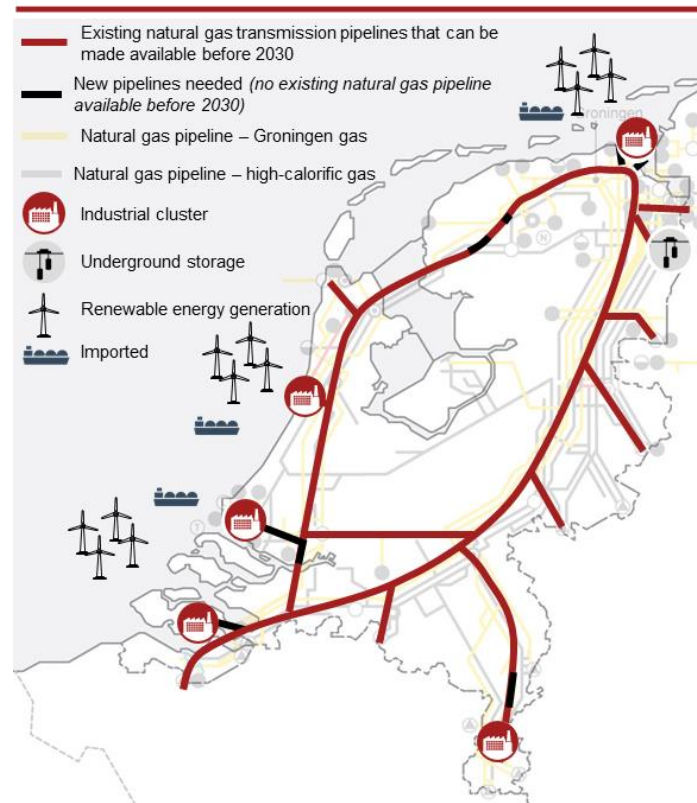 Existing natural gas transmission pipelines that can be
made available before 2030
New pipelines needed (no existing natural gas pipeline
available before 2030)
Natural gas pipeline – Groningen gas
Natural gas pipeline – high-calorific gas
Industrial cluster
Underground storage
Renewable energy generation
Imported
Groningen
N
T